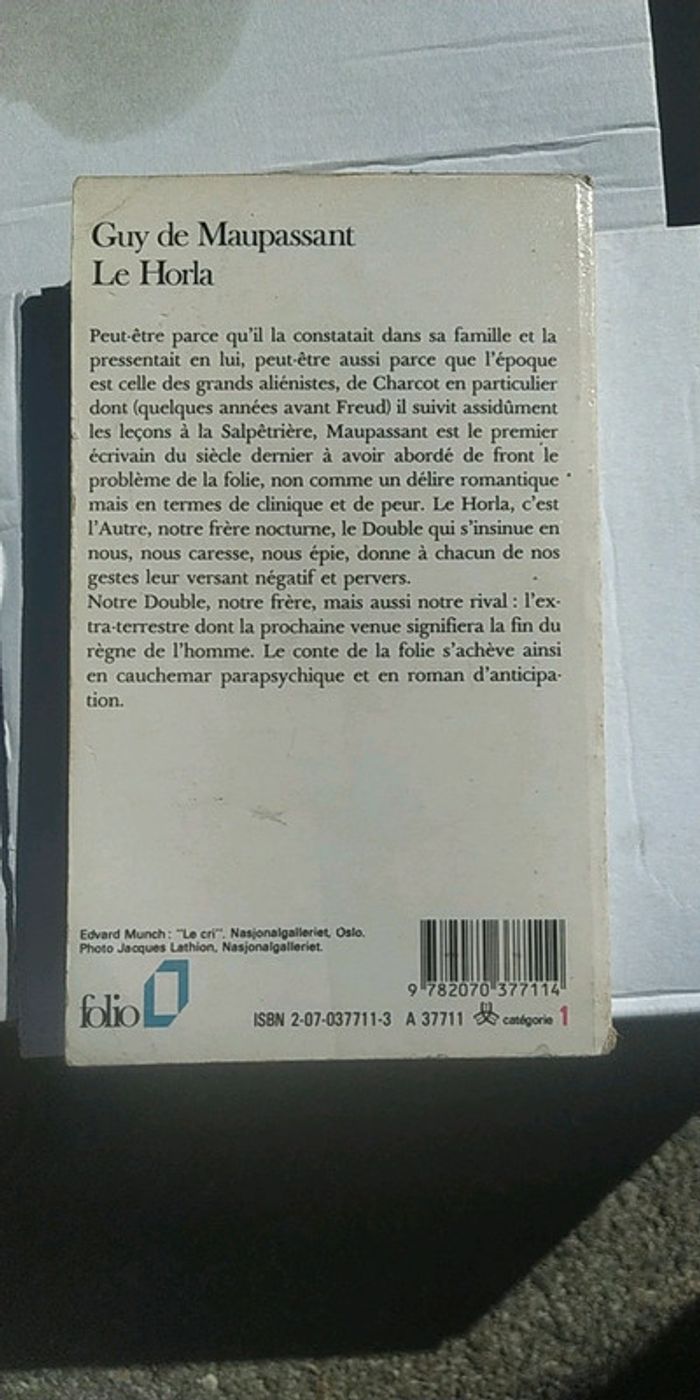 Guy de Maupassant
Le Horla
Peut-être parce qu'il la constatait dans sa famille et la
pressentait en lui, peut-être aussi parce que l'époque
est celle des grands aliénistes, de Charcot en particulier
dont (quelques années avant Freud) il suivit assidûment
les leçons à la Salpêtrière, Maupassant est le premier
écrivain du siècle dernier à avoir abordé de front le
problème de la folie, non comme un délire romantique
mais en termes de clinique et de peur. Le Horla, c'est
l'Autre, notre frère nocturne, le Double qui s'insinue en
nous, nous caresse, nous épie, donne à chacun de nos
gestes leur versant négatif et pervers.
Notre Double, notre frère, mais aussi notre rival : l'ex-
tra-terrestre dont la prochaine venue signifiera la fin du
règne de l'homme. Le conte de la folie s'achève ainsi
en cauchemar parapsychique et en roman d'anticipa-
tion.
Edvard Munch : "Le cri". Nasjonalgalleriet, Oslo.
Photo Jacques Lathion, Nasjonalgalleriet.
9 782070 377114
folio
ISBN 2-07-037711-3 A 37711 catégorie 1